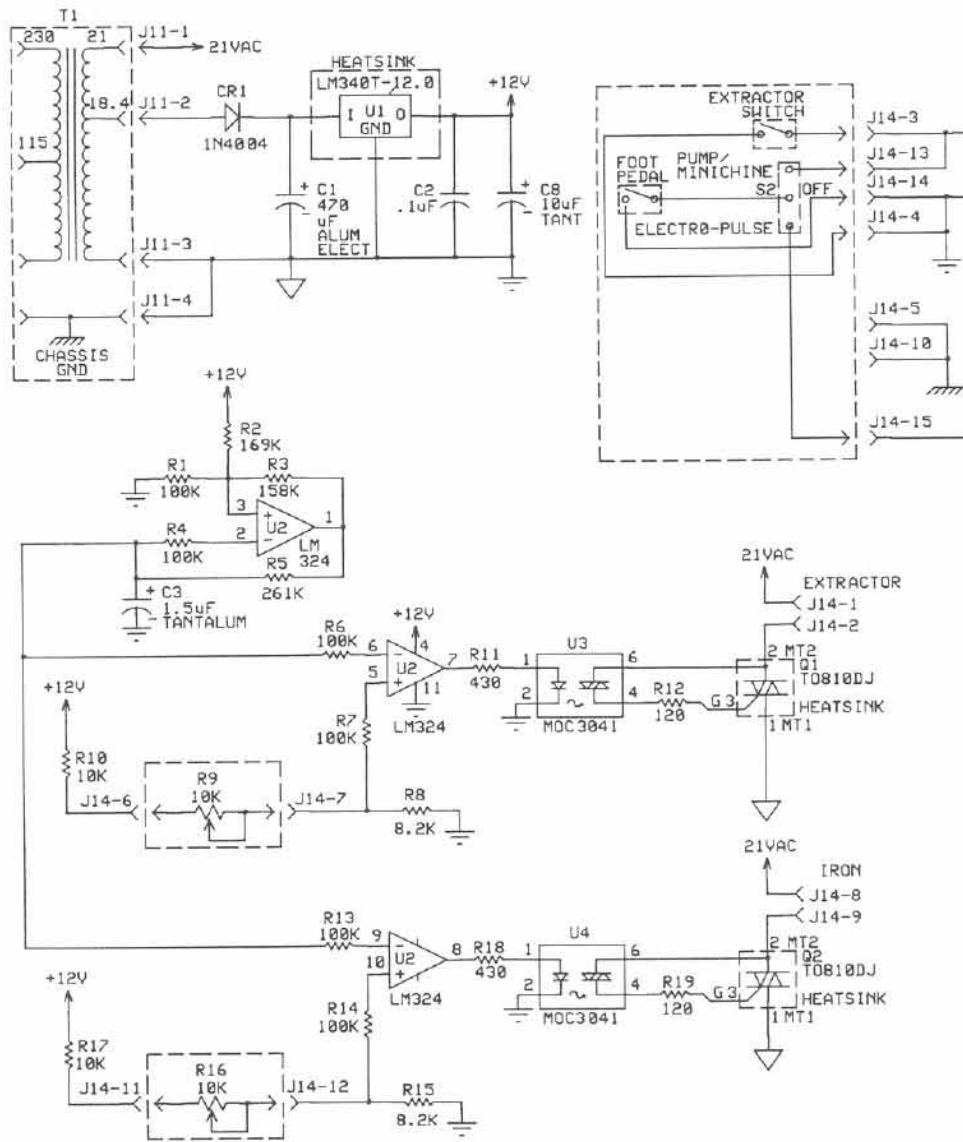 T1
230
21
J11-1
21VAC
18.4
J11-2
115
CR1
1N4004
HEATSINK
LM340T-12.0
I U1 O
GND
+12V
+
C1
470
uF
ALUM
ELECT
-
C2
.1uF
+
C8
10uF
TANT
-
J11-3
J11-4
CHASSIS
GND
EXTRACTOR
SWITCH
J14-3
FOOT
PEDAL
PUMP/
MINICHINE
J14-13
S2
OFF
J14-14
ELECTRO-PULSE
J14-4
J14-5
J14-10
J14-15
+12V
R2
169K
R1
100K
R3
158K
3
+
1
R4
100K
2
-
U2
LM
324
R5
261K
+
C3
1.5uF
-
TANTALUM
R6
100K
+12V
6
-
4
5
+
U2
7
11
LM324
R7
100K
R11
430
U3
1
6
2
4
~
MOC3041
R12
120
G 3
21VAC
EXTRACTOR
J14-1
J14-2
2 MT2
Q1
TO810DJ
HEATSINK
1 MT1
+12V
R10
10K
J14-6
R9
10K
J14-7
R8
8.2K
R13
100K
9
-
10
+
U2
8
LM324
R14
100K
R18
430
U4
1
6
2
4
~
MOC3041
R19
120
G 3
21VAC
IRON
J14-8
J14-9
2 MT2
Q2
TO810DJ
HEATSINK
1 MT1
+12V
R17
10K
J14-11
R16
10K
J14-12
R15
8.2K